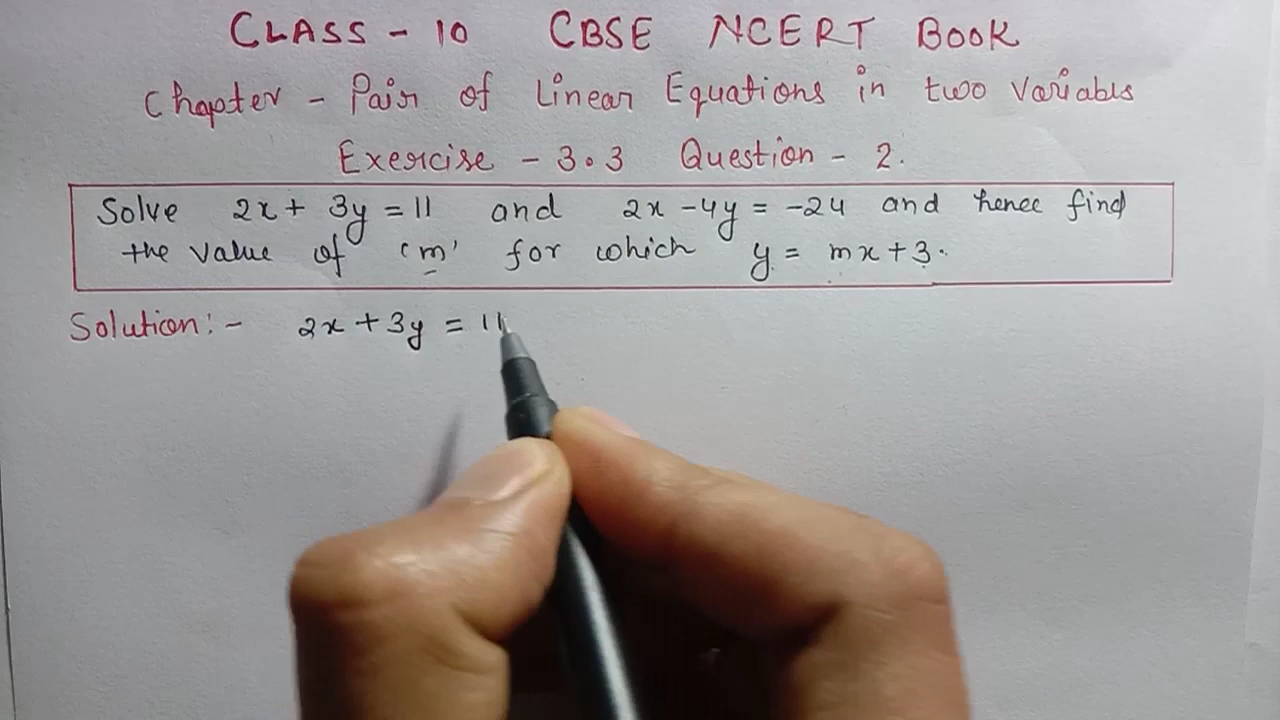 CLASS - 10 CBSE NCERT BOOK
Chapter - Pair of Linear Equations in two variabls
Exercise - 3.3 Question - 2.
Solve 2x + 3y = 11 and 2x - 4y = -24 and hence find
the value of 'm' for which y = mx + 3.
Solution:- 2x + 3y = 11